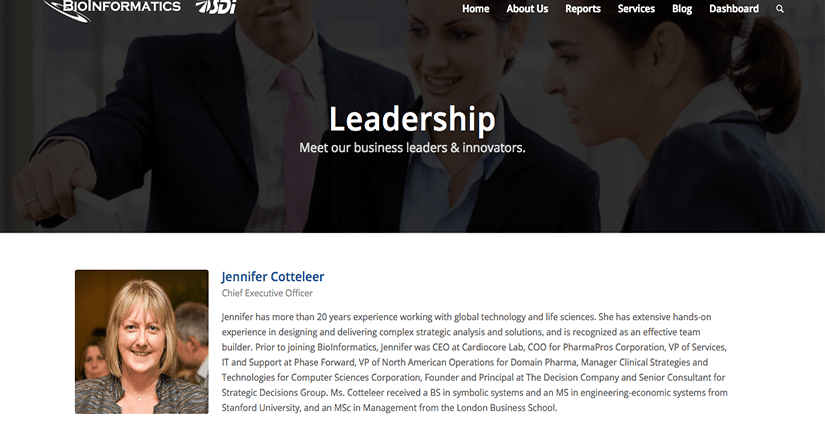 BIOINFORMATICS SDi
Home About Us Reports Services Blog Dashboard
Leadership
Meet our business leaders & innovators.
Jennifer Cotteleer
Chief Executive Officer
Jennifer has more than 20 years experience working with global technology and life sciences. She has extensive hands-on
experience in designing and delivering complex strategic analysis and solutions, and is recognized as an effective team
builder. Prior to joining BioInformatics, Jennifer was CEO at Cardiocore Lab, COO for PharmaPros Corporation, VP of Services,
IT and Support at Phase Forward, VP of North American Operations for Domain Pharma, Manager Clinical Strategies and
Technologies for Computer Sciences Corporation, Founder and Principal at The Decision Company and Senior Consultant for
Strategic Decisions Group. Ms. Cotteleer received a BS in symbolic systems and an MS in engineering-economic systems from
Stanford University, and an MSc in Management from the London Business School.